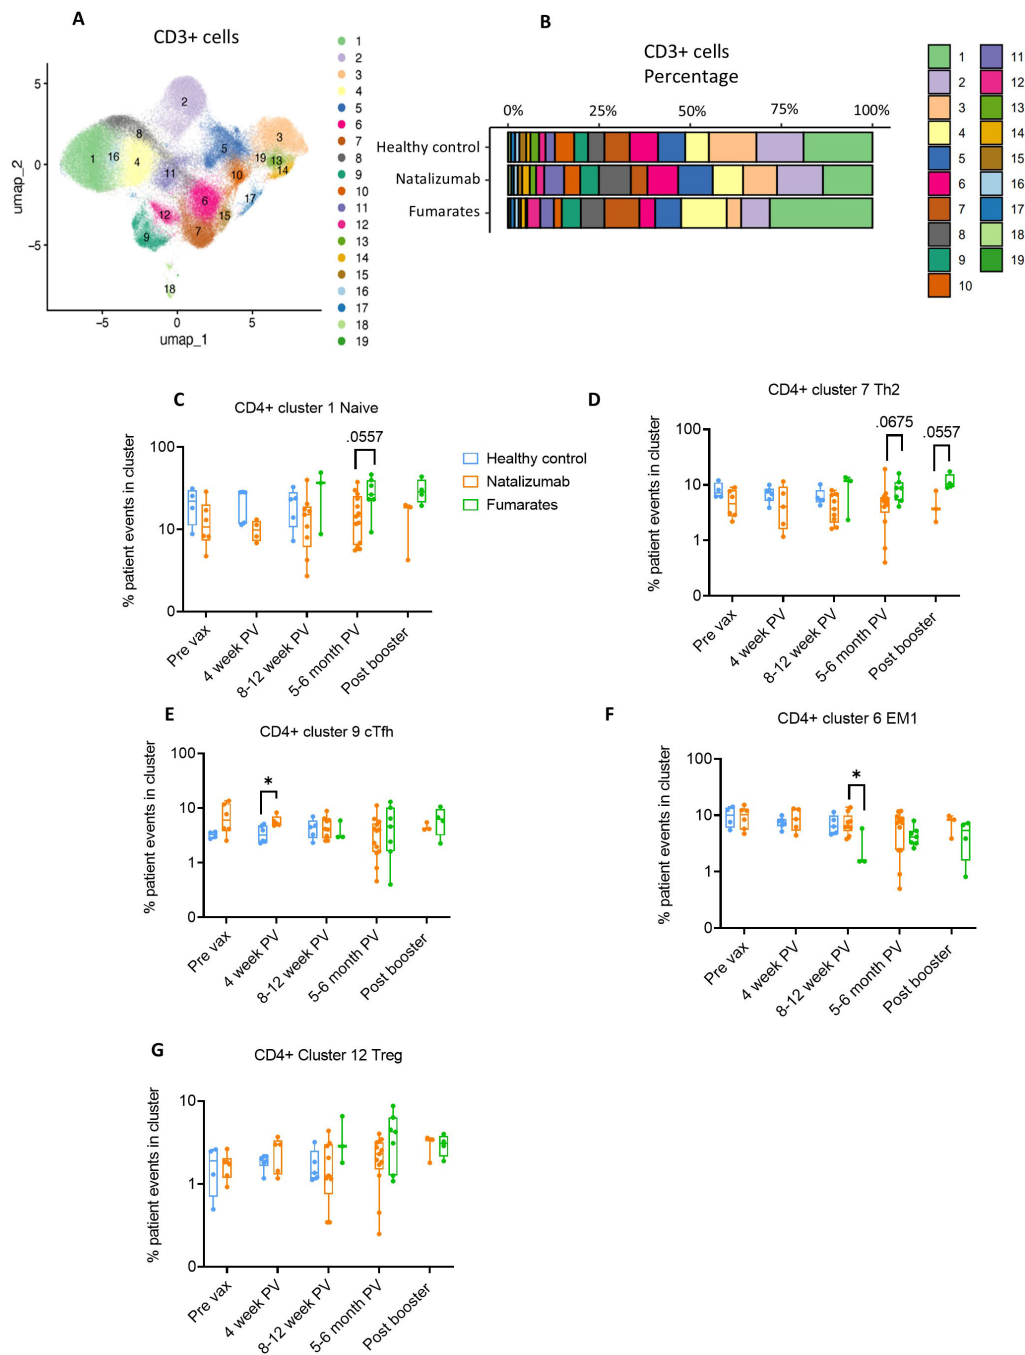 A
CD3+ cells
5
0
−5
umap_2
−5 0 5
umap_1
1
2
3
4
5
6
7
8
9
10
11
12
13
14
15
16
17
18
19
1
2
3
4
5
6
7
8
9
10
11
12
13
14
15
16
17
18
19
B
CD3+ cells
Percentage
0% 25% 50% 75% 100%
Healthy control
Natalizumab
Fumarates
1 11
2 12
3 13
4 14
5 15
6 16
7 17
8 18
9 19
10
C
CD4+ cluster 1 Naive
% patient events in cluster
100
10
0
.0557
Pre vax
4 week PV
8-12 week PV
5-6 month PV
Post booster
Healthy control
Natalizumab
Fumarates
D
CD4+ cluster 7 Th2
% patient events in cluster
100
10
1
0
.0675
.0557
Pre vax
4 week PV
8-12 week PV
5-6 month PV
Post booster
E
CD4+ cluster 9 cTfh
% patient events in cluster
100
10
1
0
*
Pre vax
4 week PV
8-12 week PV
5-6 month PV
Post booster
F
CD4+ cluster 6 EM1
% patient events in cluster
100
10
1
0
*
Pre vax
4 week PV
8-12 week PV
5-6 month PV
Post booster
G
CD4+ Cluster 12 Treg
% patient events in cluster
10
1
0
Pre vax
4 week PV
8-12 week PV
5-6 month PV
Post booster